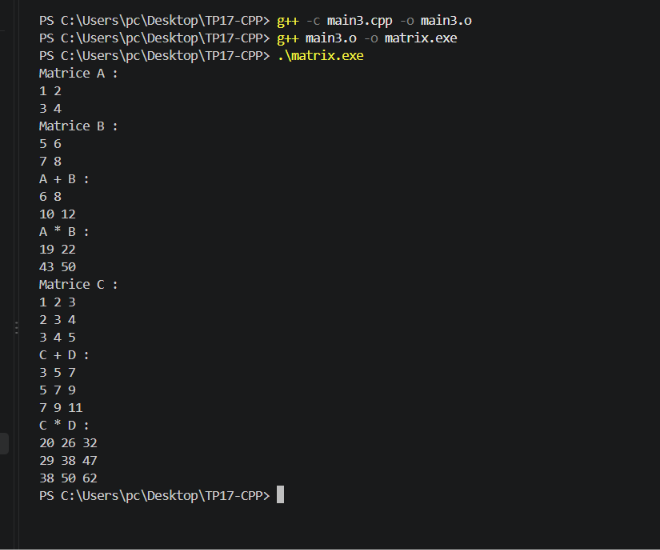 PS C:\Users\pc\Desktop\TP17-CPP> g++ -c main3.cpp -o main3.o
PS C:\Users\pc\Desktop\TP17-CPP> g++ main3.o -o matrix.exe
PS C:\Users\pc\Desktop\TP17-CPP> .\matrix.exe
Matrice A :
1 2
3 4
Matrice B :
5 6
7 8
A + B :
6 8
10 12
A * B :
19 22
43 50
Matrice C :
1 2 3
2 3 4
3 4 5
C + D :
3 5 7
5 7 9
7 9 11
C * D :
20 26 32
29 38 47
38 50 62
PS C:\Users\pc\Desktop\TP17-CPP>